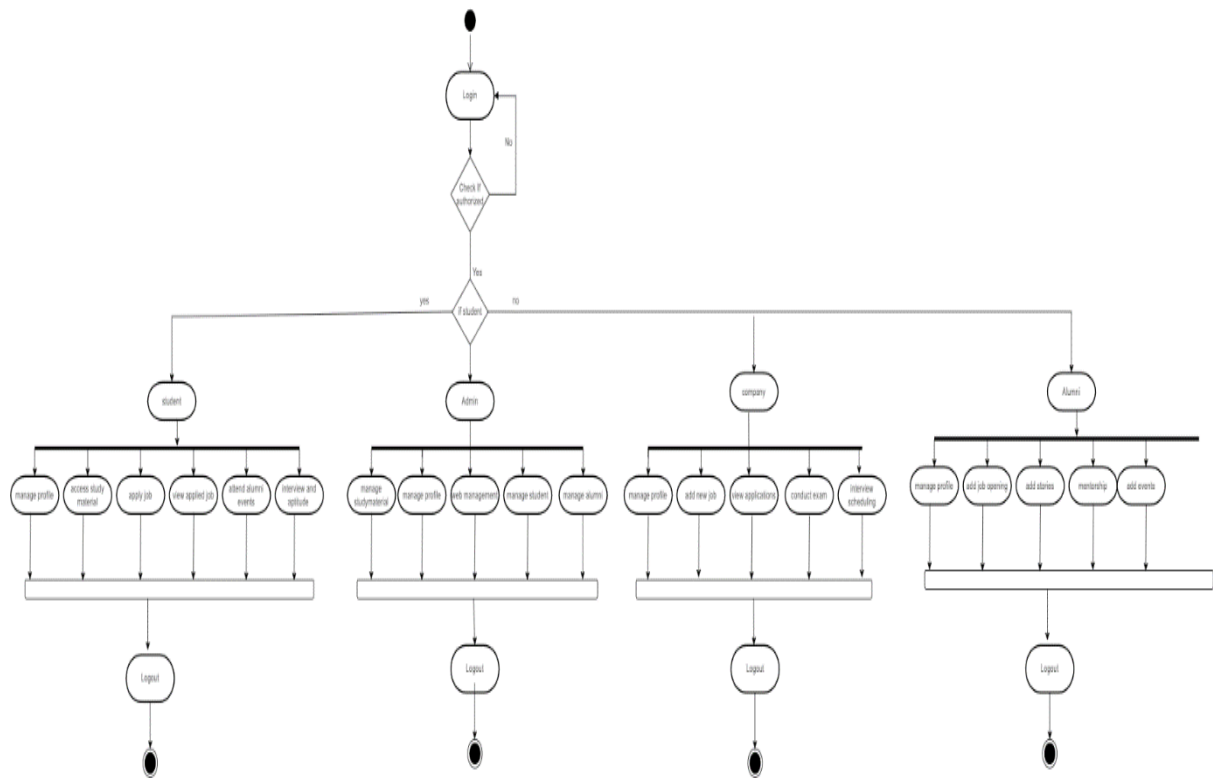 Login
No
Check If
authorized
Yes
yes
if student
no
student
Admin
company
Alumni
manage profile
access study
material
apply job
view applied job
attend alumni
events
interview and
aptitude
manage
studymaterial
manage profile
web management
manage student
manage alumni
manage profile
add new job
view applications
conduct exam
interview
scheduling
manage profile
add job opening
add stories
mentorship
add events
Logout
Logout
Logout
Logout